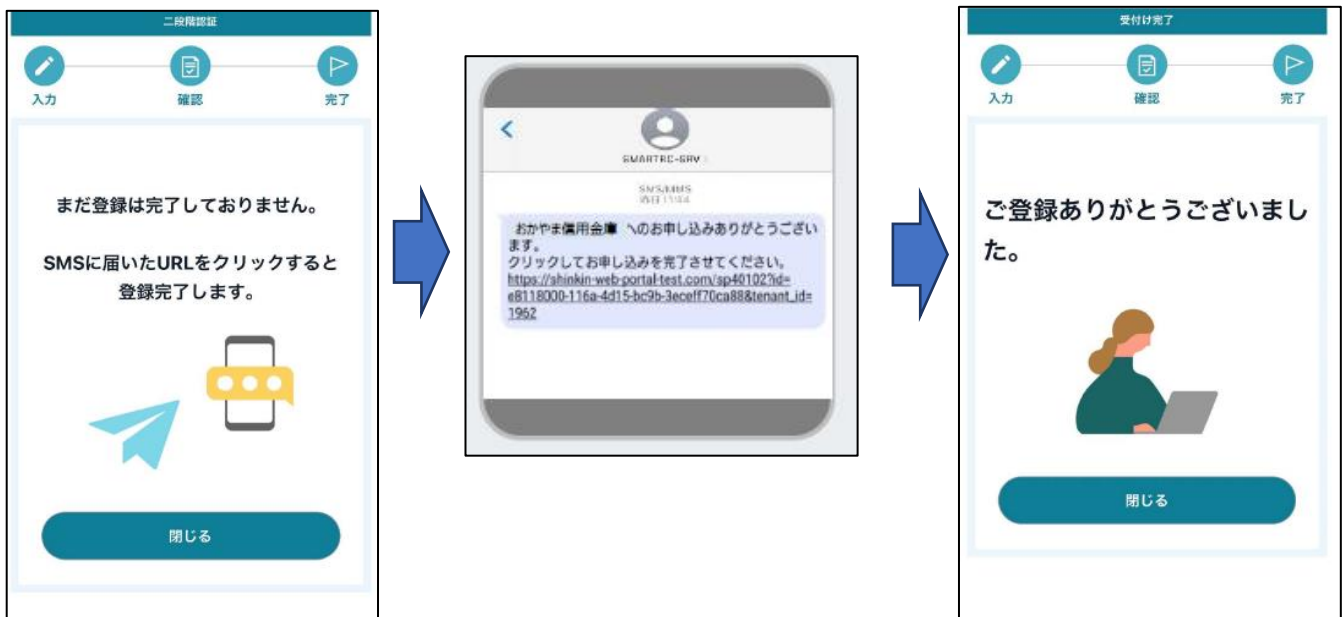 二段階認証
入力
確認
完了
まだ登録は完了しておりません。
SMSに届いたURLをクリックすると
登録完了します。
閉じる
SMARTRC-SRV
SMS/MMS
おかやま信用金庫 へのお申し込みありがとうござい
ます。
クリックしてお申し込みを完了させてください。
https://shinkin-web-portal-test.com/sp40102?id=
e8118000-116a-4d15-bc9b-3eceff70ca88&tenant_id=
1962
受付け完了
入力
確認
完了
ご登録ありがとうございまし
た。
閉じる